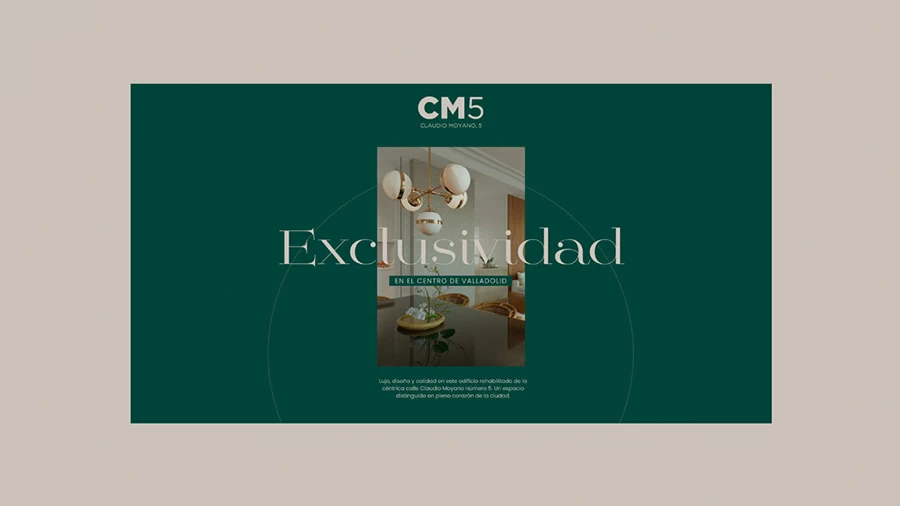 CM5
CLAUDIO MOYANO, 5
Exclusividad
EN EL CENTRO DE VALLADOLID
Lujo, diseño y calidad en este edificio rehabilitado de la
céntrica calle Claudio Moyano número 5. Un espacio
distinguido en pleno corazón de la ciudad.